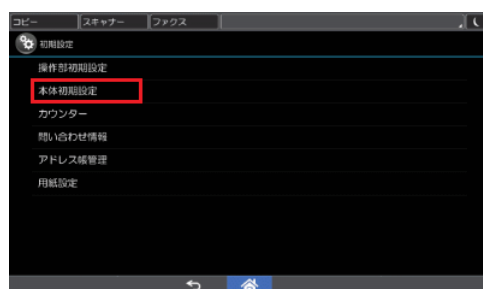 コピー スキャナー ファクス
初期設定
操作部初期設定
本体初期設定
カウンター
問い合わせ情報
アドレス帳管理
用紙設定